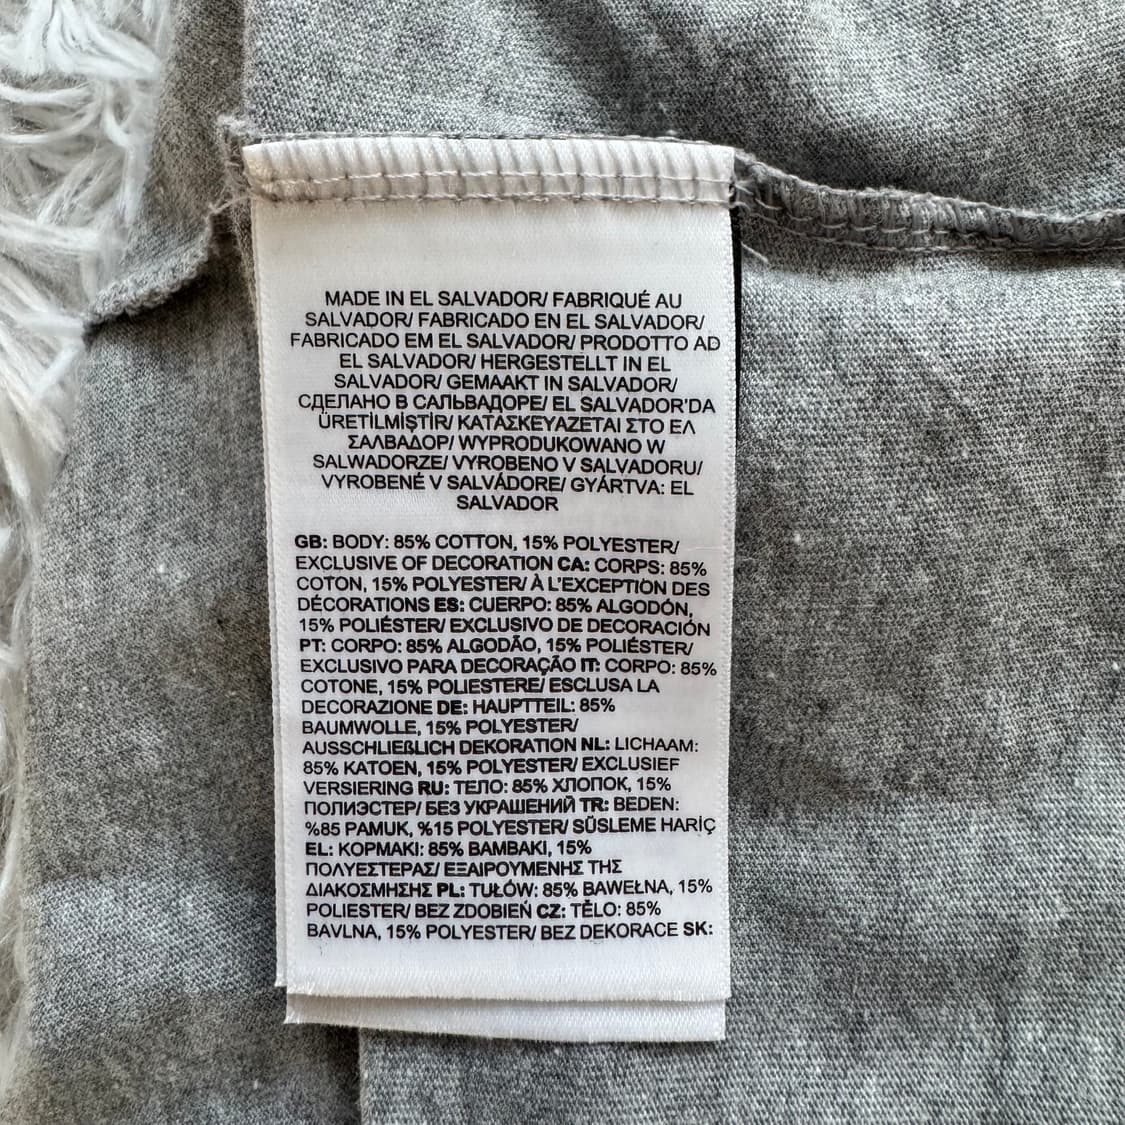 MADE IN EL SALVADOR/ FABRIQUÉ AU
SALVADOR/ FABRICADO EN EL SALVADOR/
FABRICADO EM EL SALVADOR/ PRODOTTO AD
EL SALVADOR/ HERGESTELLT IN EL
SALVADOR/ GEMAAKT IN SALVADOR/
СДЕЛАНО В САЛЬВАДОРЕ/ EL SALVADOR'DA
ÜRETİLMİŞTİR/ ΚΑΤΑΣΚΕΥΑΖΕΤΑΙ ΣΤΟ ΕΛ
ΣΑΛΒΑΔΟΡ/ WYPRODUKOWANO W
SALWADORZE/ VYROBENO V SALVADORU/
VYROBENÉ V SALVÁDORE/ GYÁRTVA: EL
SALVADOR
GB: BODY: 85% COTTON, 15% POLYESTER/
EXCLUSIVE OF DECORATION CA: CORPS: 85%
COTON, 15% POLYESTER/ À L'EXCEPTION DES
DÉCORATIONS ES: CUERPO: 85% ALGODÓN,
15% POLIÉSTER/ EXCLUSIVO DE DECORACIÓN
PT: CORPO: 85% ALGODÃO, 15% POLIÉSTER/
EXCLUSIVO PARA DECORAÇÃO IT: CORPO: 85%
COTONE, 15% POLIESTERE/ ESCLUSA LA
DECORAZIONE DE: HAUPTTEIL: 85%
BAUMWOLLE, 15% POLYESTER/
AUSSCHLIEßLICH DEKORATION NL: LICHAAM:
85% KATOEN, 15% POLYESTER/ EXCLUSIEF
VERSIERING RU: ТЕЛО: 85% ХЛОПОК, 15%
ПОЛИЭСТЕР/ БЕЗ УКРАШЕНИЙ TR: BEDEN:
%85 PAMUK, %15 POLYESTER/ SÜSLEME HARİÇ
EL: ΚΟΡΜΑΚΙ: 85% ΒΑΜΒΑΚΙ, 15%
ΠΟΛΥΕΣΤΕΡΑΣ/ ΕΞΑΙΡΟΥΜΕΝΗΣ ΤΗΣ
ΔΙΑΚΟΣΜΗΣΗΣ PL: TUŁÓW: 85% BAWEŁNA, 15%
POLIESTER/ BEZ ZDOBIEŃ CZ: TĚLO: 85%
BAVLNA, 15% POLYESTER/ BEZ DEKORACE SK: